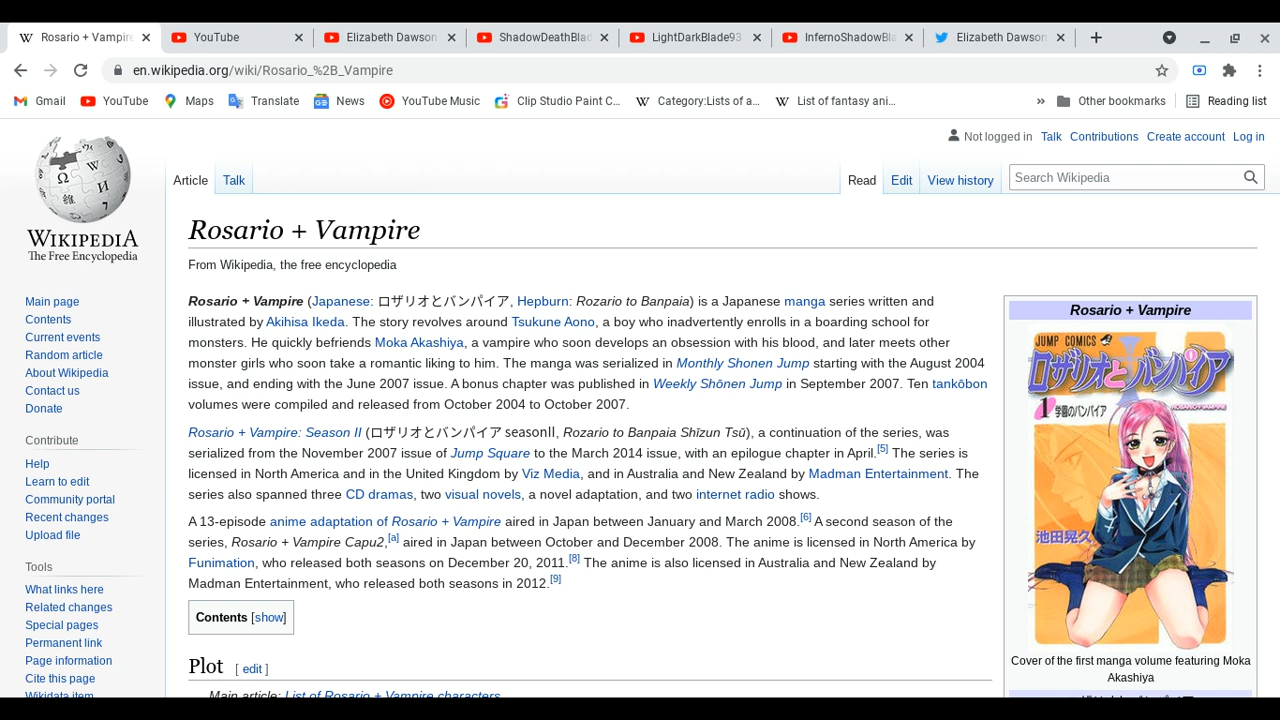 Rosario + Vampire
YouTube
Elizabeth Dawson
ShadowDeathBla
LightDarkBlade93
InfernoShadowBla
Elizabeth Dawson
en.wikipedia.org/wiki/Rosario_%2B_Vampire
Gmail
YouTube
Maps
Translate
News
YouTube Music
Clip Studio Paint C…
Category:Lists of a…
List of fantasy ani…
»
Other bookmarks
Reading list
Not logged in
Talk
Contributions
Create account
Log in
Article
Talk
Read
Edit
View history
Search Wikipedia
WIKIPEDIA
The Free Encyclopedia
Main page
Contents
Current events
Random article
About Wikipedia
Contact us
Donate
Contribute
Help
Learn to edit
Community portal
Recent changes
Upload file
Tools
What links here
Related changes
Special pages
Permanent link
Page information
Cite this page
Wikidata item
Rosario + Vampire
From Wikipedia, the free encyclopedia
Rosario + Vampire (Japanese: ロザリオとバンパイア, Hepburn: Rozario to Banpaia) is a Japanese manga series written and
illustrated by Akihisa Ikeda. The story revolves around Tsukune Aono, a boy who inadvertently enrolls in a boarding school for
monsters. He quickly befriends Moka Akashiya, a vampire who soon develops an obsession with his blood, and later meets other
monster girls who soon take a romantic liking to him. The manga was serialized in Monthly Shonen Jump starting with the August 2004
issue, and ending with the June 2007 issue. A bonus chapter was published in Weekly Shōnen Jump in September 2007. Ten tankōbon
volumes were compiled and released from October 2004 to October 2007.
Rosario + Vampire: Season II (ロザリオとバンパイア seasonII, Rozario to Banpaia Shīzun Tsū), a continuation of the series, was
serialized from the November 2007 issue of Jump Square to the March 2014 issue, with an epilogue chapter in April.[5] The series is
licensed in North America and in the United Kingdom by Viz Media, and in Australia and New Zealand by Madman Entertainment. The
series also spanned three CD dramas, two visual novels, a novel adaptation, and two internet radio shows.
A 13-episode anime adaptation of Rosario + Vampire aired in Japan between January and March 2008.[6] A second season of the
series, Rosario + Vampire Capu2,[a] aired in Japan between October and December 2008. The anime is licensed in North America by
Funimation, who released both seasons on December 20, 2011.[8] The anime is also licensed in Australia and New Zealand by
Madman Entertainment, who released both seasons in 2012.[9]
Contents [show]
Plot [ edit ]
Main article: List of Rosario + Vampire characters
Rosario + Vampire
JUMP COMICS
ロザリオとバンパイア
1 学園のバンパイア
ROSARIO+VAMPIRE
池田晃久
Cover of the first manga volume featuring Moka
Akashiya